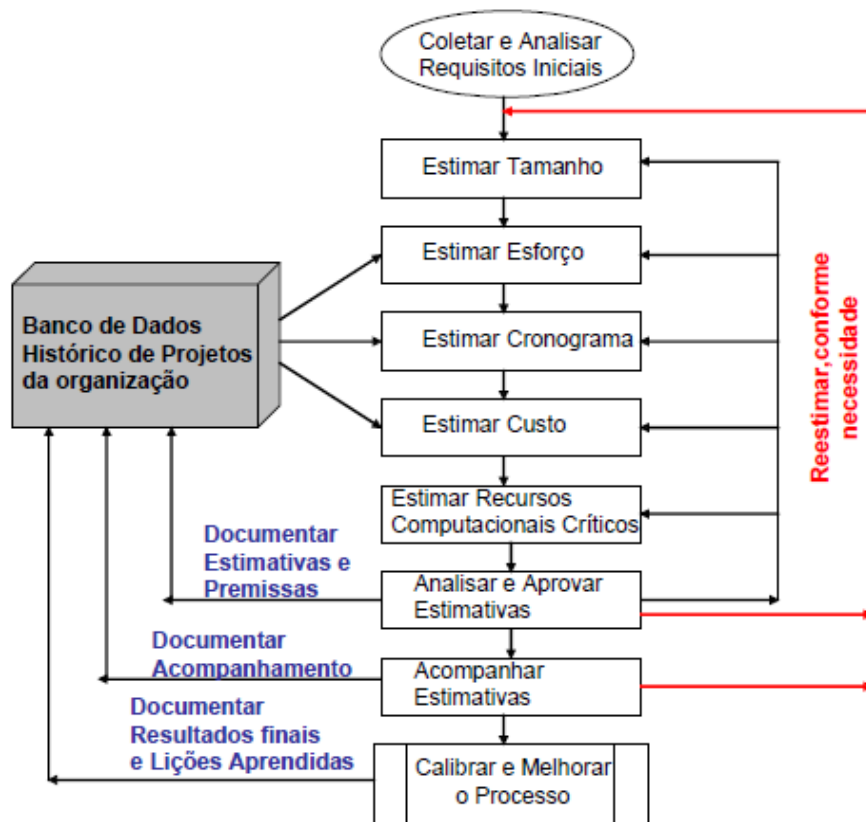 Coletar e Analisar
Requisitos Iniciais
Estimar Tamanho
Estimar Esforço
Banco de Dados
Histórico de Projetos
da organização
Estimar Cronograma
Estimar Custo
Estimar Recursos
Computacionais Críticos
Reestimar,conforme
necessidade
Documentar
Estimativas e
Premissas
Analisar e Aprovar
Estimativas
Documentar
Acompanhamento
Acompanhar
Estimativas
Documentar
Resultados finais
e Lições Aprendidas
Calibrar e Melhorar
o Processo